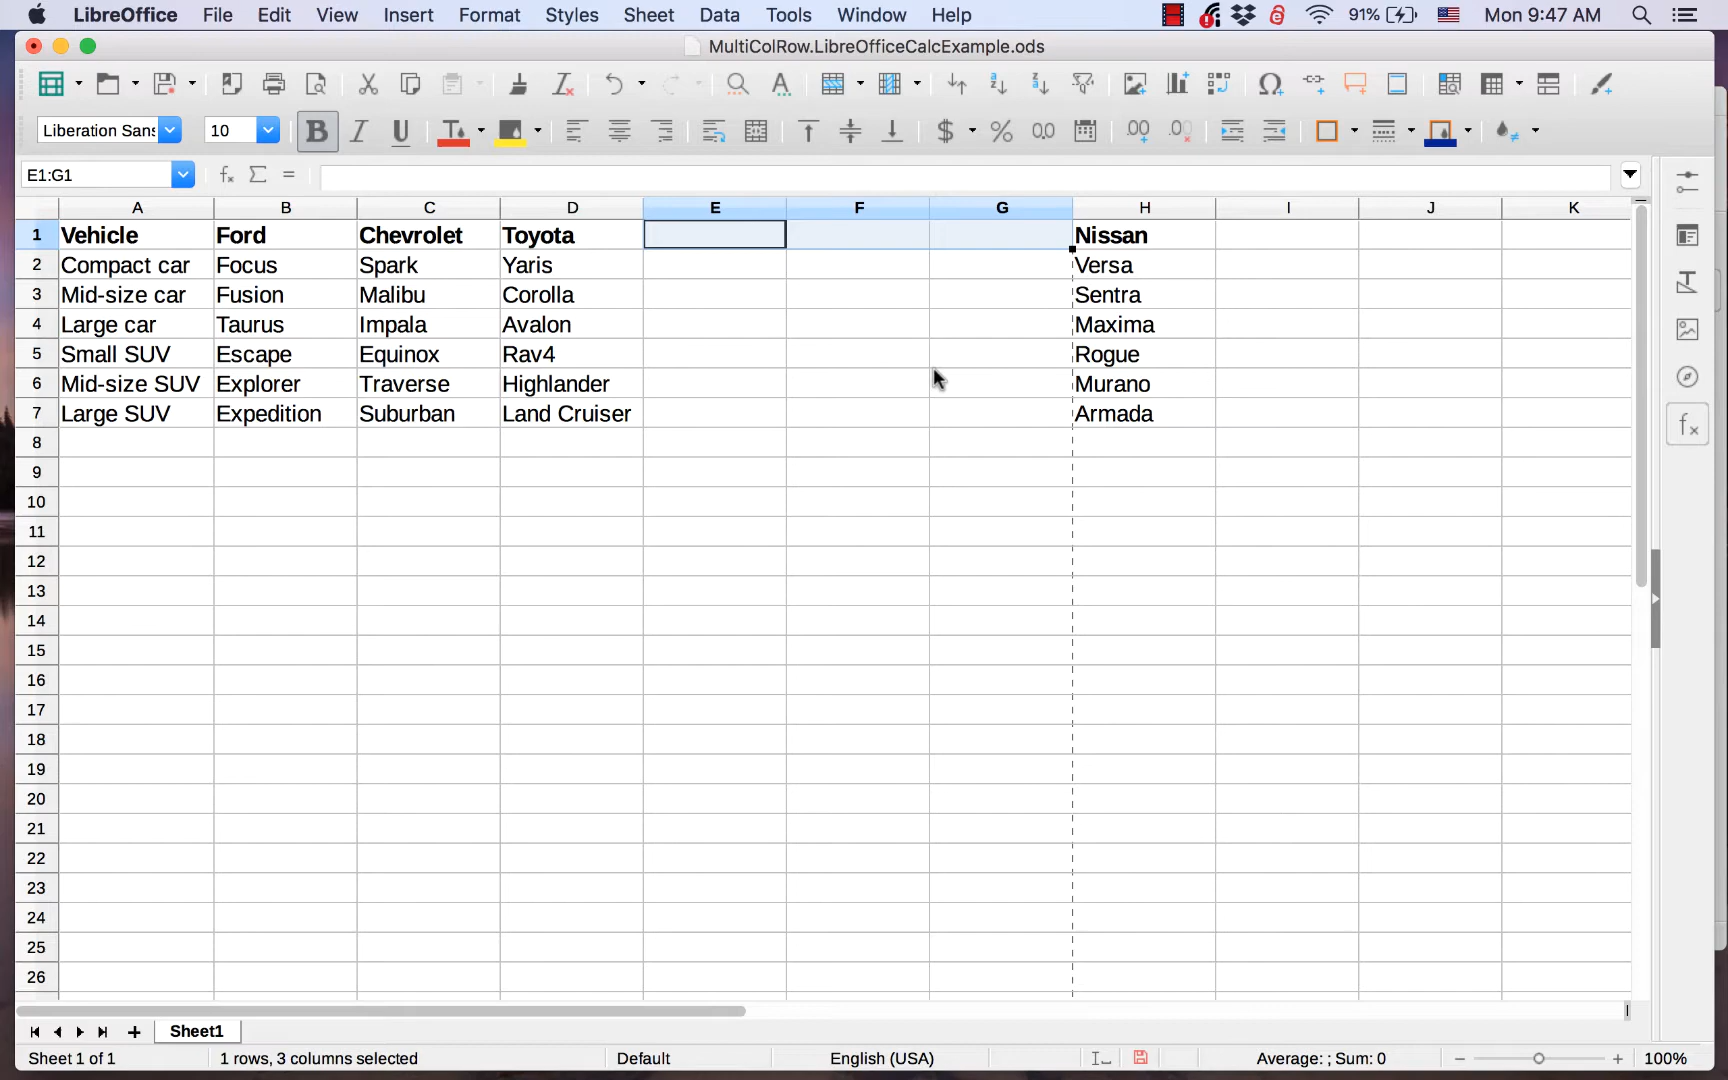 LibreOffice File Edit View Insert Format Styles Sheet Data Tools Window Help 91% Mon 9:47 AM
MultiColRow.LibreOfficeCalcExample.ods
Liberation Sans 10
E1:G1
A B C D E F G H I J K
1 Vehicle Ford Chevrolet Toyota Nissan
2 Compact car Focus Spark Yaris Versa
3 Mid-size car Fusion Malibu Corolla Sentra
4 Large car Taurus Impala Avalon Maxima
5 Small SUV Escape Equinox Rav4 Rogue
6 Mid-size SUV Explorer Traverse Highlander Murano
7 Large SUV Expedition Suburban Land Cruiser Armada
8
9
10
11
12
13
14
15
16
17
18
19
20
21
22
23
24
25
26
Sheet1
Sheet 1 of 1 1 rows, 3 columns selected Default English (USA) Average: ; Sum: 0 100%